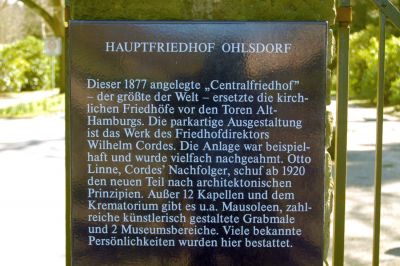 HAUPTFRIEDHOF OHLSDORF
Dieser 1877 angelegte „Centralfriedhof"
– der größte der Welt – ersetzte die kirch-
lichen Friedhöfe vor den Toren Alt-
Hamburgs. Die parkartige Ausgestaltung
ist das Werk des Friedhofdirektors
Wilhelm Cordes. Die Anlage war beispiel-
haft und wurde vielfach nachgeahmt. Otto
Linne, Cordes' Nachfolger, schuf ab 1920
den neuen Teil nach architektonischen
Prinzipien. Außer 12 Kapellen und dem
Krematorium gibt es u.a. Mausoleen, zahl-
reiche künstlerisch gestaltete Grabmale
und 2 Museumsbereiche. Viele bekannte
Persönlichkeiten wurden hier bestattet.